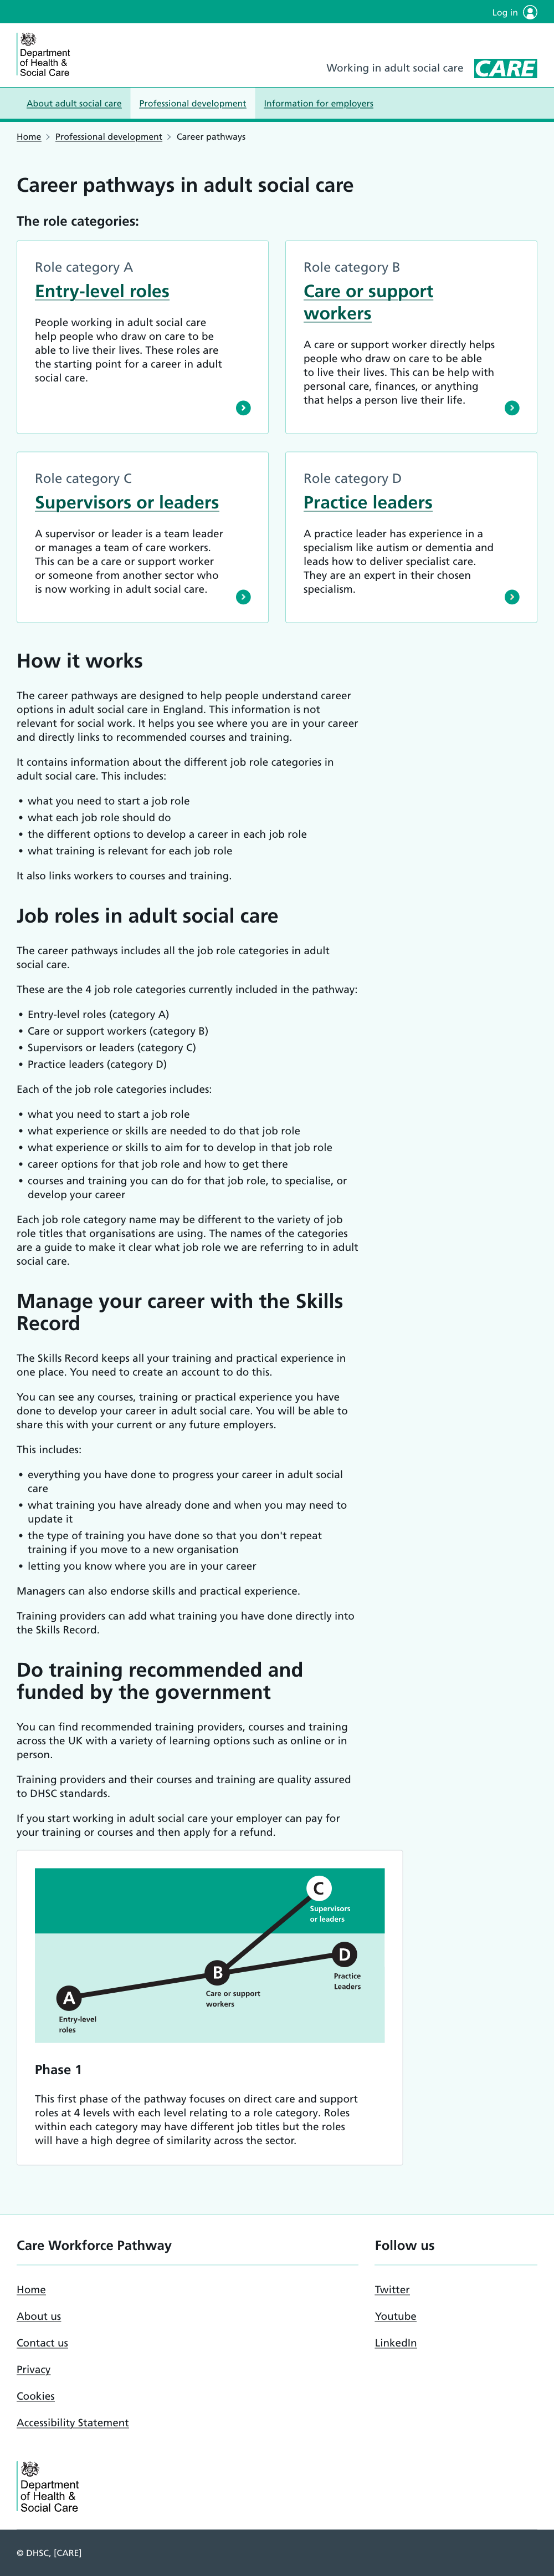 Log in
Department
of Health &
Social Care
Working in adult social care
CARE
About adult social care
Professional development
Information for employers
Home
Professional development
Career pathways
Career pathways in adult social care
The role categories:
Role category A
Entry-level roles
People working in adult social care
help people who draw on care to be
able to live their lives. These roles are
the starting point for a career in adult
social care.
Role category B
Care or support
workers
A care or support worker directly helps
people who draw on care to be able
to live their lives. This can be help with
personal care, finances, or anything
that helps a person live their life.
Role category C
Supervisors or leaders
A supervisor or leader is a team leader
or manages a team of care workers.
This can be a care or support worker
or someone from another sector who
is now working in adult social care.
Role category D
Practice leaders
A practice leader has experience in a
specialism like autism or dementia and
leads how to deliver specialist care.
They are an expert in their chosen
specialism.
How it works
The career pathways are designed to help people understand career
options in adult social care in England. This information is not
relevant for social work. It helps you see where you are in your career
and directly links to recommended courses and training.
It contains information about the different job role categories in
adult social care. This includes:
• what you need to start a job role
• what each job role should do
• the different options to develop a career in each job role
• what training is relevant for each job role
It also links workers to courses and training.
Job roles in adult social care
The career pathways includes all the job role categories in adult
social care.
These are the 4 job role categories currently included in the pathway:
• Entry-level roles (category A)
• Care or support workers (category B)
• Supervisors or leaders (category C)
• Practice leaders (category D)
Each of the job role categories includes:
• what you need to start a job role
• what experience or skills are needed to do that job role
• what experience or skills to aim for to develop in that job role
• career options for that job role and how to get there
• courses and training you can do for that job role, to specialise, or
develop your career
Each job role category name may be different to the variety of job
role titles that organisations are using. The names of the categories
are a guide to make it clear what job role we are referring to in adult
social care.
Manage your career with the Skills
Record
The Skills Record keeps all your training and practical experience in
one place. You need to create an account to do this.
You can see any courses, training or practical experience you have
done to develop your career in adult social care. You will be able to
share this with your current or any future employers.
This includes:
• everything you have done to progress your career in adult social
care
• what training you have already done and when you may need to
update it
• the type of training you have done so that you don't repeat
training if you move to a new organisation
• letting you know where you are in your career
Managers can also endorse skills and practical experience.
Training providers can add what training you have done directly into
the Skills Record.
Do training recommended and
funded by the government
You can find recommended training providers, courses and training
across the UK with a variety of learning options such as online or in
person.
Training providers and their courses and training are quality assured
to DHSC standards.
If you start working in adult social care your employer can pay for
your training or courses and then apply for a refund.
C
Supervisors
or leaders
D
Practice
Leaders
B
Care or support
workers
A
Entry-level
roles
Phase 1
This first phase of the pathway focuses on direct care and support
roles at 4 levels with each level relating to a role category. Roles
within each category may have different job titles but the roles
will have a high degree of similarity across the sector.
Care Workforce Pathway
Home
About us
Contact us
Privacy
Cookies
Accessibility Statement
Follow us
Twitter
Youtube
LinkedIn
Department
of Health &
Social Care
© DHSC, [CARE]